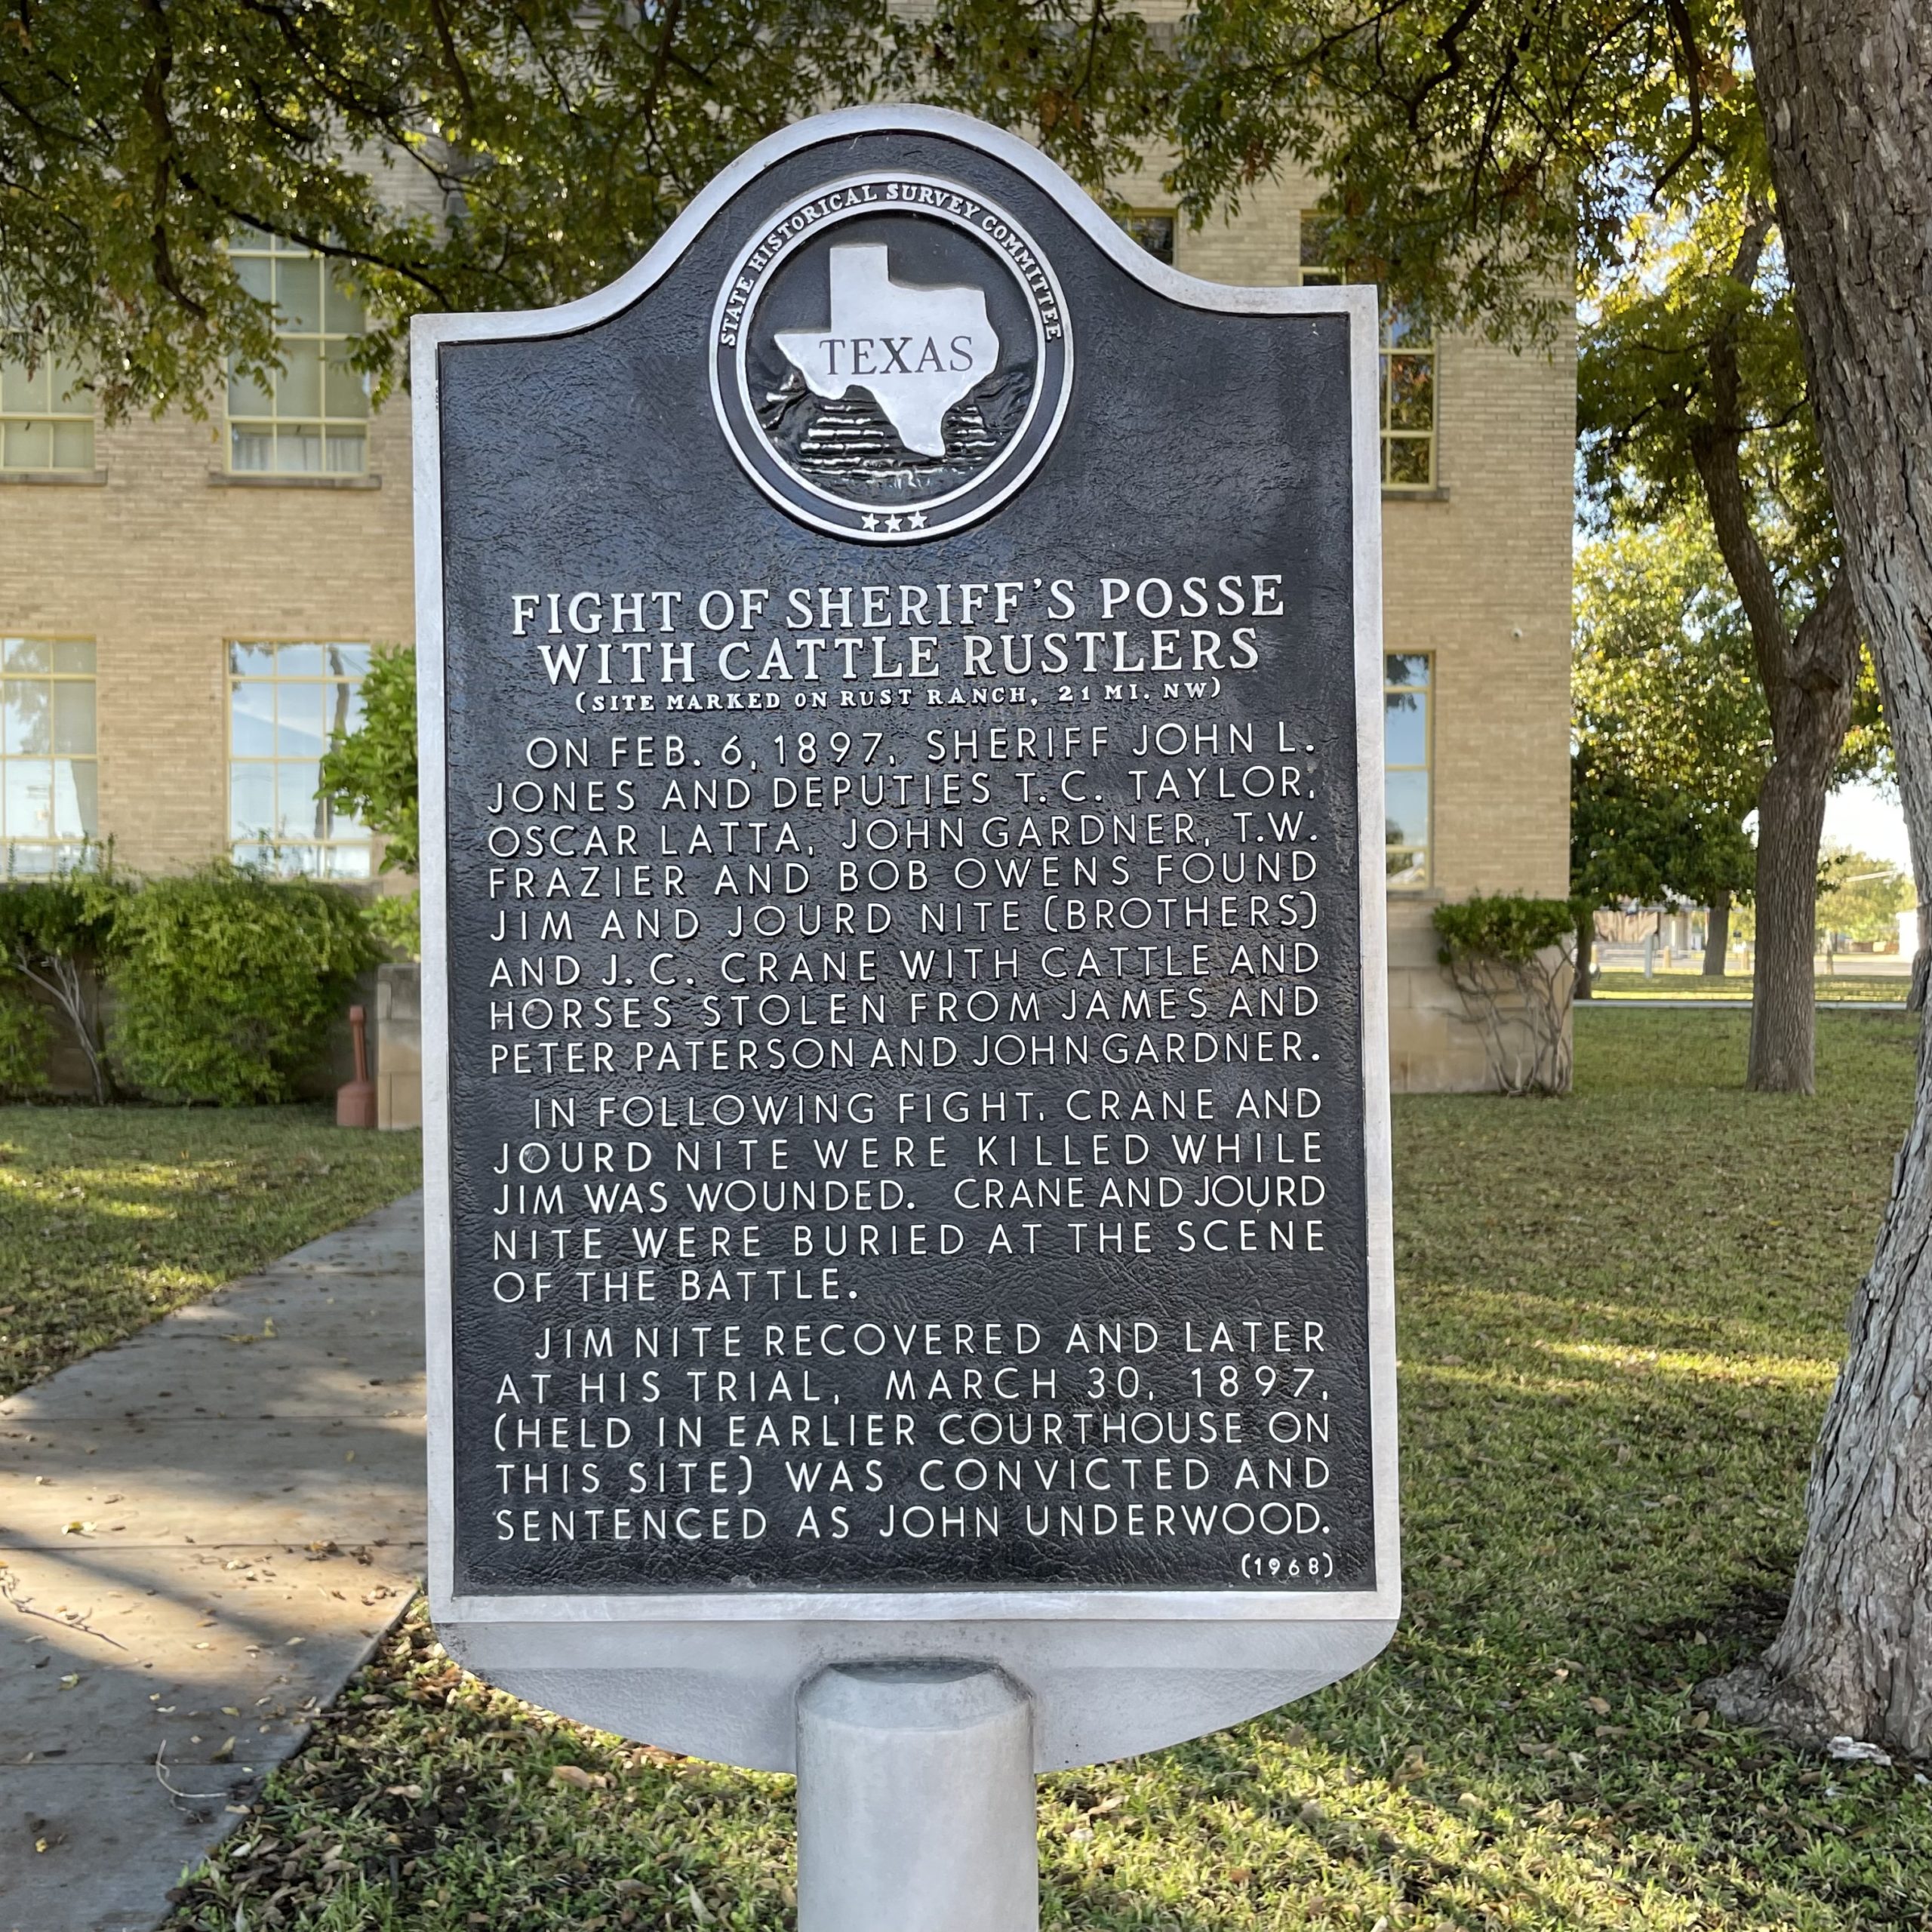 STATE HISTORICAL SURVEY COMMITTEE
TEXAS
FIGHT OF SHERIFF'S POSSE
WITH CATTLE RUSTLERS
(SITE MARKED ON RUST RANCH, 21 MI. NW)
ON FEB. 6, 1897, SHERIFF JOHN L.
JONES AND DEPUTIES T.C. TAYLOR,
OSCAR LATTA, JOHN GARDNER, T.W.
FRAZIER AND BOB OWENS FOUND
JIM AND JOURD NITE (BROTHERS)
AND J.C. CRANE WITH CATTLE AND
HORSES STOLEN FROM JAMES AND
PETER PATERSON AND JOHN GARDNER.
IN FOLLOWING FIGHT, CRANE AND
JOURD NITE WERE KILLED WHILE
JIM WAS WOUNDED. CRANE AND JOURD
NITE WERE BURIED AT THE SCENE
OF THE BATTLE.
JIM NITE RECOVERED AND LATER
AT HIS TRIAL, MARCH 30, 1897,
(HELD IN EARLIER COURTHOUSE ON
THIS SITE) WAS CONVICTED AND
SENTENCED AS JOHN UNDERWOOD.
(1968)